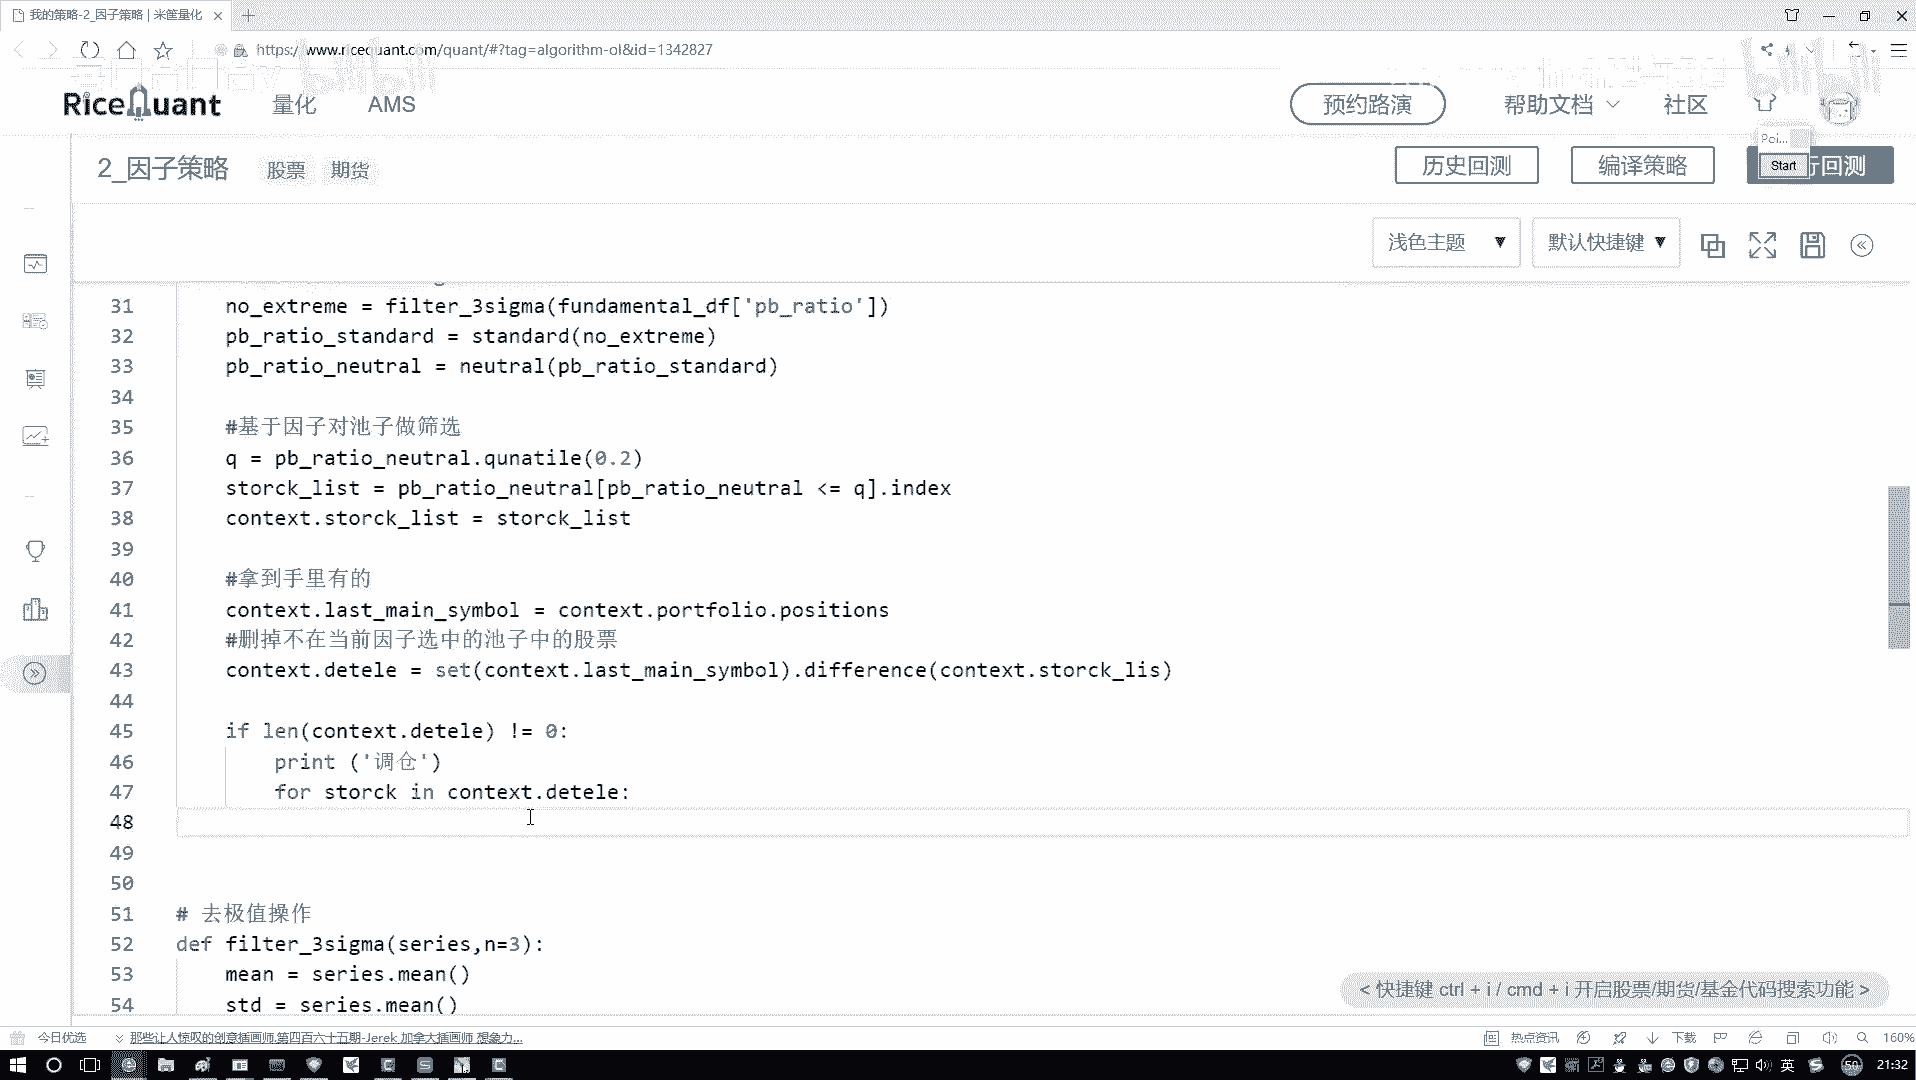 我的策略-2_因子策略 | 米筐量化
https://www.ricequant.com/quant/#?tag=algorithm-ol&id=1342827
RiceQuant 量化 AMS 预约路演 帮助文档 社区
Poi...
2_因子策略 股票 期货 历史回测 编译策略 Start 行回测
浅色主题 ▼ 默认快捷键 ▼
31 no_extreme = filter_3sigma(fundamental_df['pb_ratio'])
32 pb_ratio_standard = standard(no_extreme)
33 pb_ratio_neutral = neutral(pb_ratio_standard)
34
35 #基于因子对池子做筛选
36 q = pb_ratio_neutral.qunatile(0.2)
37 storck_list = pb_ratio_neutral[pb_ratio_neutral <= q].index
38 context.storck_list = storck_list
39
40 #拿到手里有的
41 context.last_main_symbol = context.portfolio.positions
42 #删掉不在当前因子选中的池子中的股票
43 context.detele = set(context.last_main_symbol).difference(context.storck_lis)
44
45 if len(context.detele) != 0:
46 print ('调仓')
47 for storck in context.detele:
48
49
50
51 # 去极值操作
52 def filter_3sigma(series,n=3):
53 mean = series.mean()
54 std = series.mean()
< 快捷键 ctrl + i / cmd + i 开启股票/期货/基金代码搜索功能 >
今日优选 那些让人惊叹的创意插画师.第四百六十五期-Jerek 加拿大插画师 想象力... 热点资讯 下载 160%
英 50 21:32